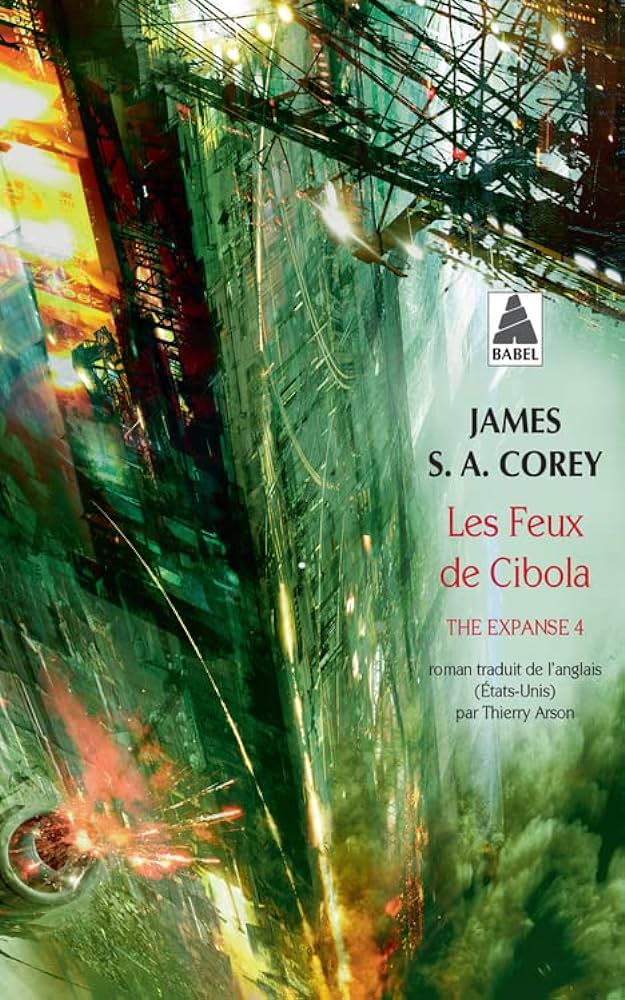 BABEL
JAMES
S. A. COREY
Les Feux
de Cibola
THE EXPANSE 4
roman traduit de l'anglais
(États-Unis)
par Thierry Arson